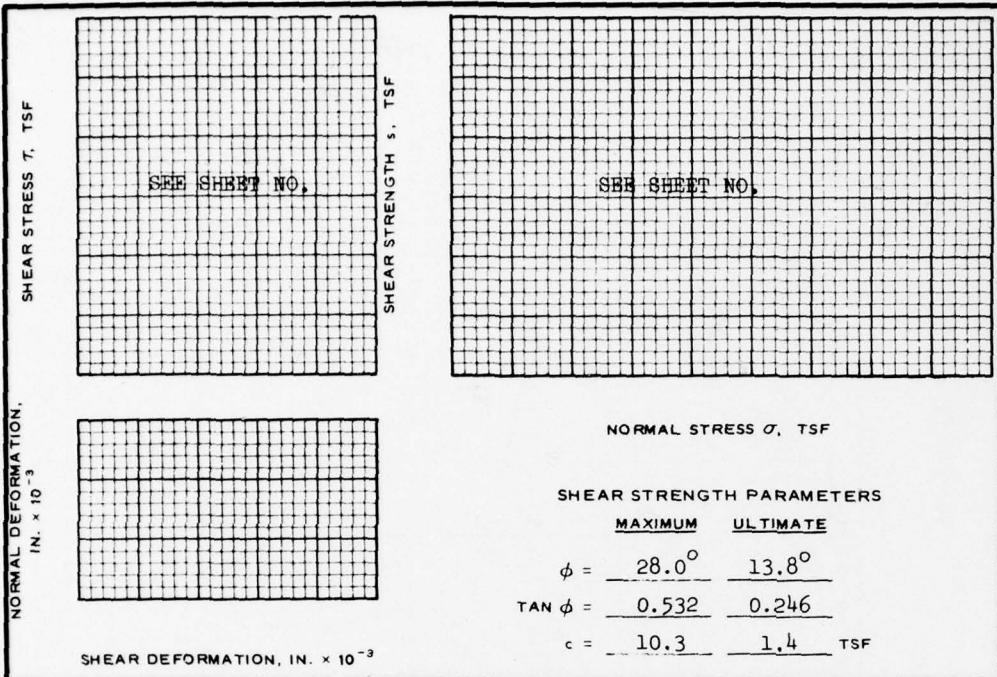 SHEAR STRESS τ, TSF
SEE SHEET NO.
SHEAR STRENGTH s, TSF
SEE SHEET NO.
NORMAL DEFORMATION,
IN. × 10⁻³
SHEAR DEFORMATION, IN. × 10⁻³
NORMAL STRESS σ, TSF
SHEAR STRENGTH PARAMETERS
MAXIMUM ULTIMATE
ϕ = 28.0° 13.8°
TAN ϕ = 0.532 0.246
c = 10.3 1.4 TSF